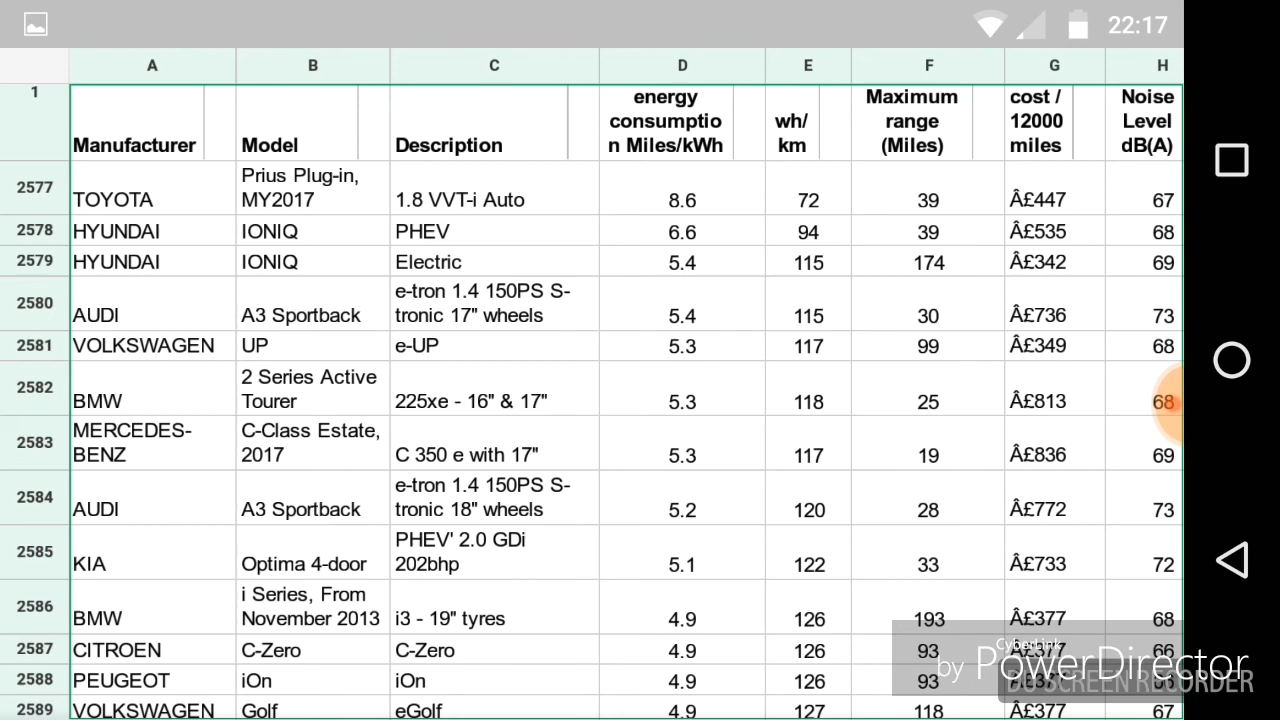 22:17
A B C D E F G H
1 Manufacturer Model Description energy consumptio n Miles/kWh wh/ km Maximum range (Miles) cost / 12000 miles Noise Level dB(A)
2577 TOYOTA Prius Plug-in, MY2017 1.8 VVT-i Auto 8.6 72 39 Â£447 67
2578 HYUNDAI IONIQ PHEV 6.6 94 39 Â£535 68
2579 HYUNDAI IONIQ Electric 5.4 115 174 Â£342 69
2580 AUDI A3 Sportback e-tron 1.4 150PS S-tronic 17" wheels 5.4 115 30 Â£736 73
2581 VOLKSWAGEN UP e-UP 5.3 117 99 Â£349 68
2582 BMW 2 Series Active Tourer 225xe - 16" & 17" 5.3 118 25 Â£813 68
2583 MERCEDES-BENZ C-Class Estate, 2017 C 350 e with 17" 5.3 117 19 Â£836 69
2584 AUDI A3 Sportback e-tron 1.4 150PS S-tronic 18" wheels 5.2 120 28 Â£772 73
2585 KIA Optima 4-door PHEV' 2.0 GDi 202bhp 5.1 122 33 Â£733 72
2586 BMW i Series, From November 2013 i3 - 19" tyres 4.9 126 193 Â£377 68
2587 CITROEN C-Zero C-Zero 4.9 126 93 Â£377 66
2588 PEUGEOT iOn iOn 4.9 126 93
2589 VOLKSWAGEN Golf eGolf 4.9 127 118 Â£377 67
CyberLink
by PowerDirector
DU SCREEN RECORDER